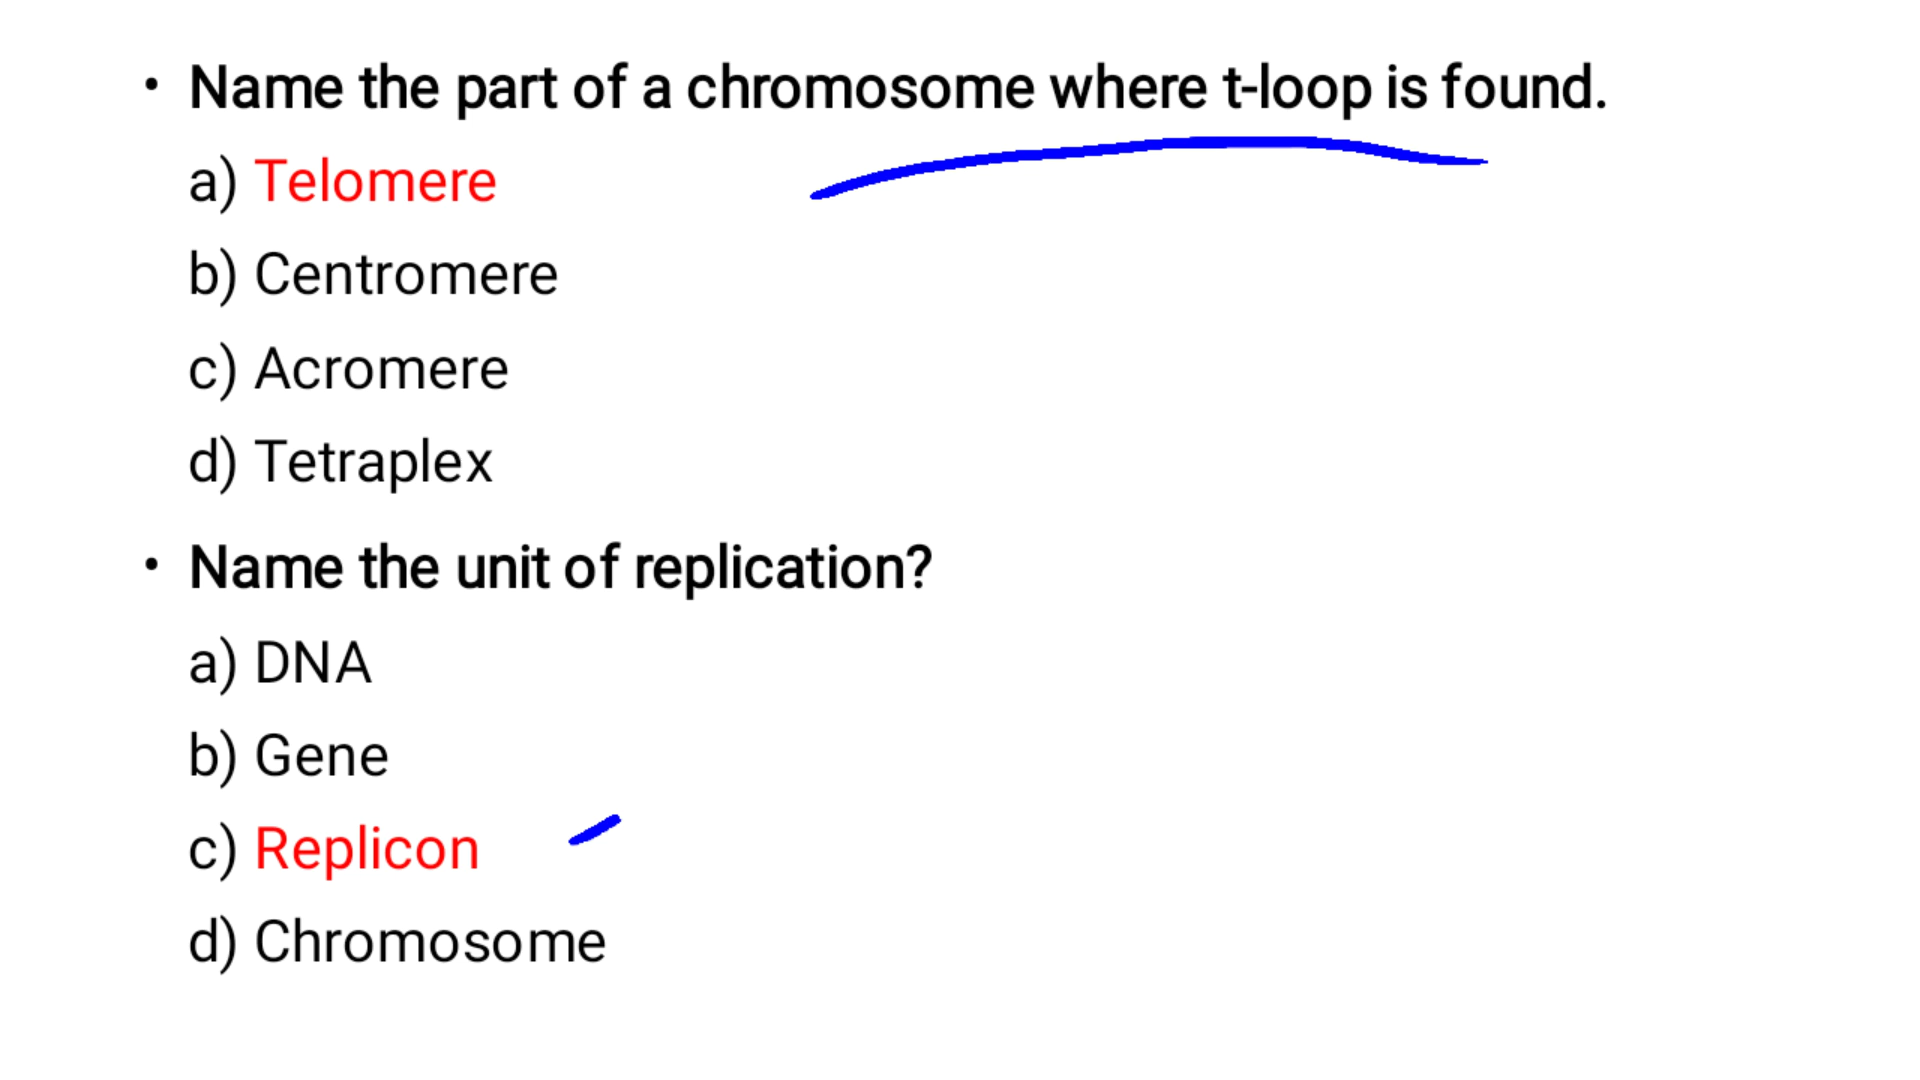 • Name the part of a chromosome where t-loop is found.
a) Telomere
b) Centromere
c) Acromere
d) Tetraplex
• Name the unit of replication?
a) DNA
b) Gene
c) Replicon
d) Chromosome